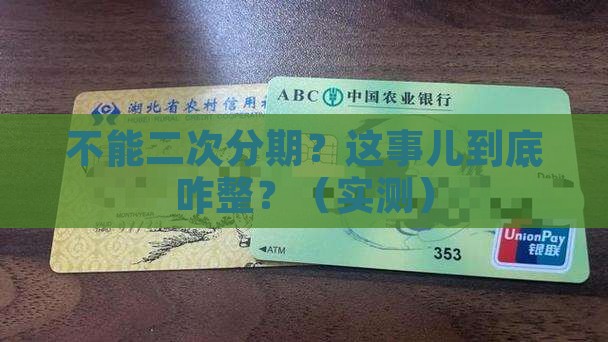 湖北省农村信用
ABC 中国农业银行
不能二次分期？这事儿到底
咋整？（实测）
◀ATM
353
UnionPay
银联